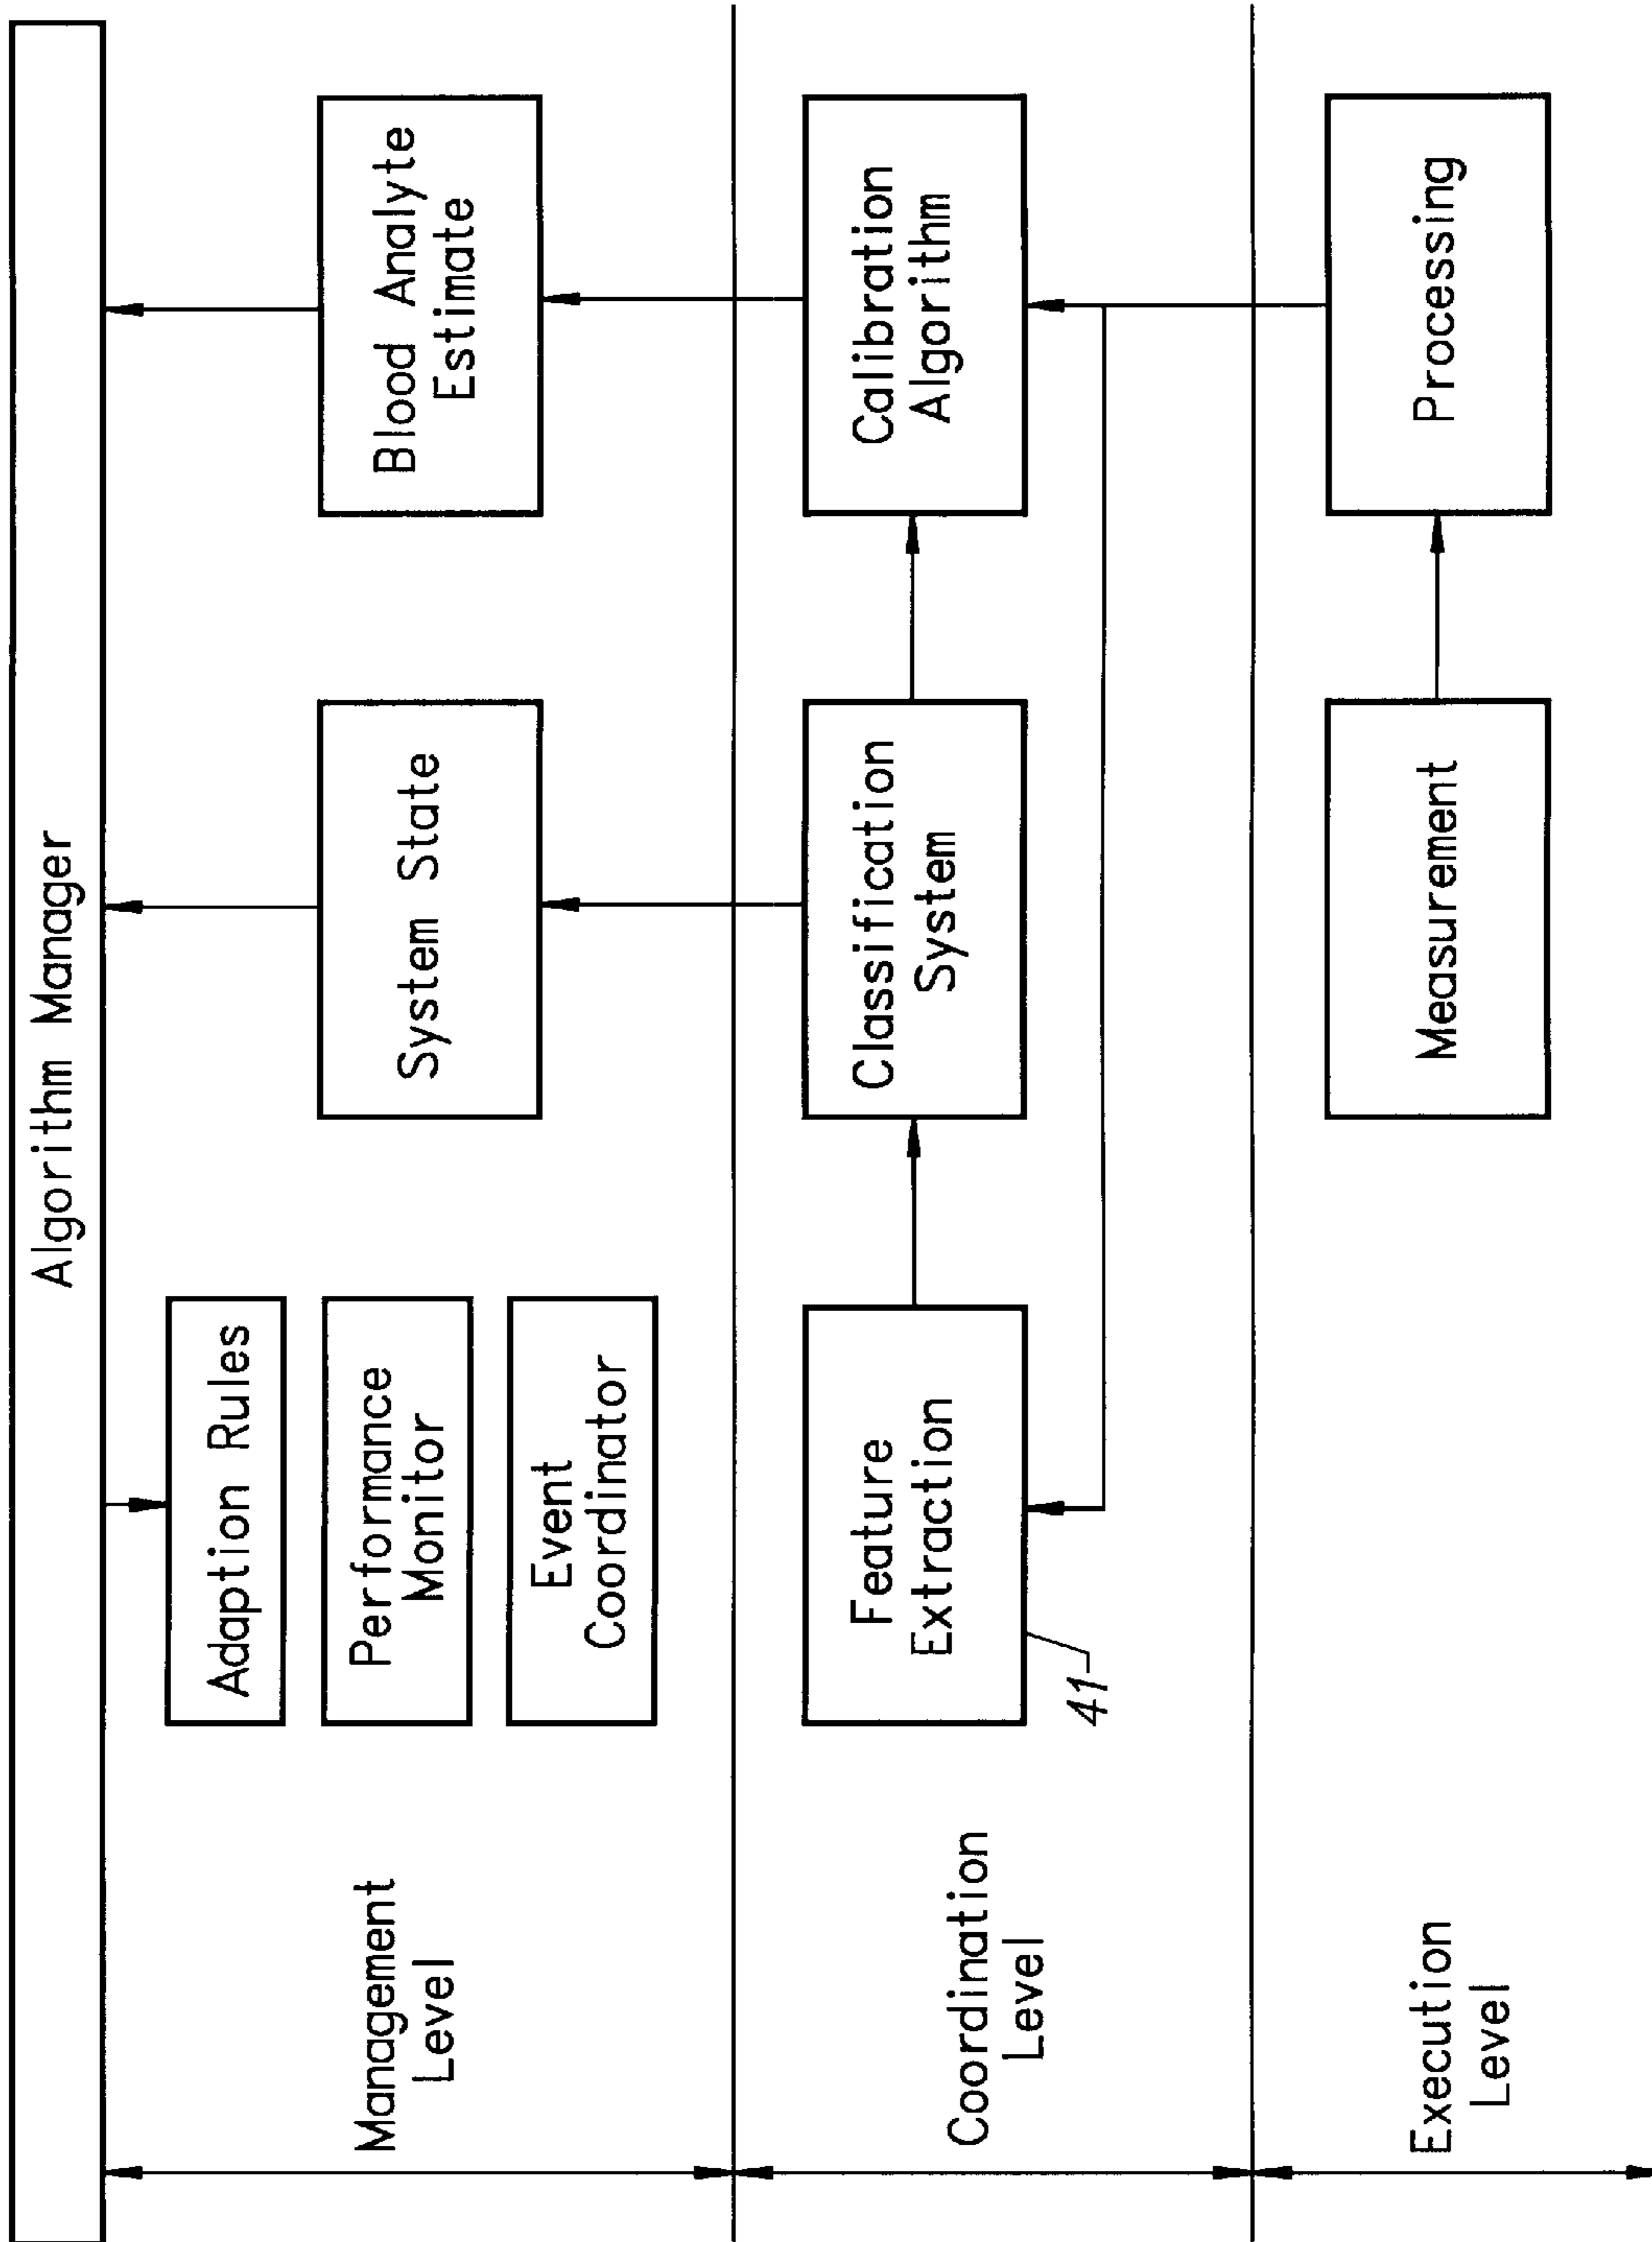 Algorithm Manager
Management
Level
Adaption Rules
Performance
Monitor
Event
Coordinator
System State
Blood Analyte
Estimate
Coordination
Level
Feature
Extraction
41
Classification
System
Calibration
Algorithm
Execution
Level
Measurement
Processing